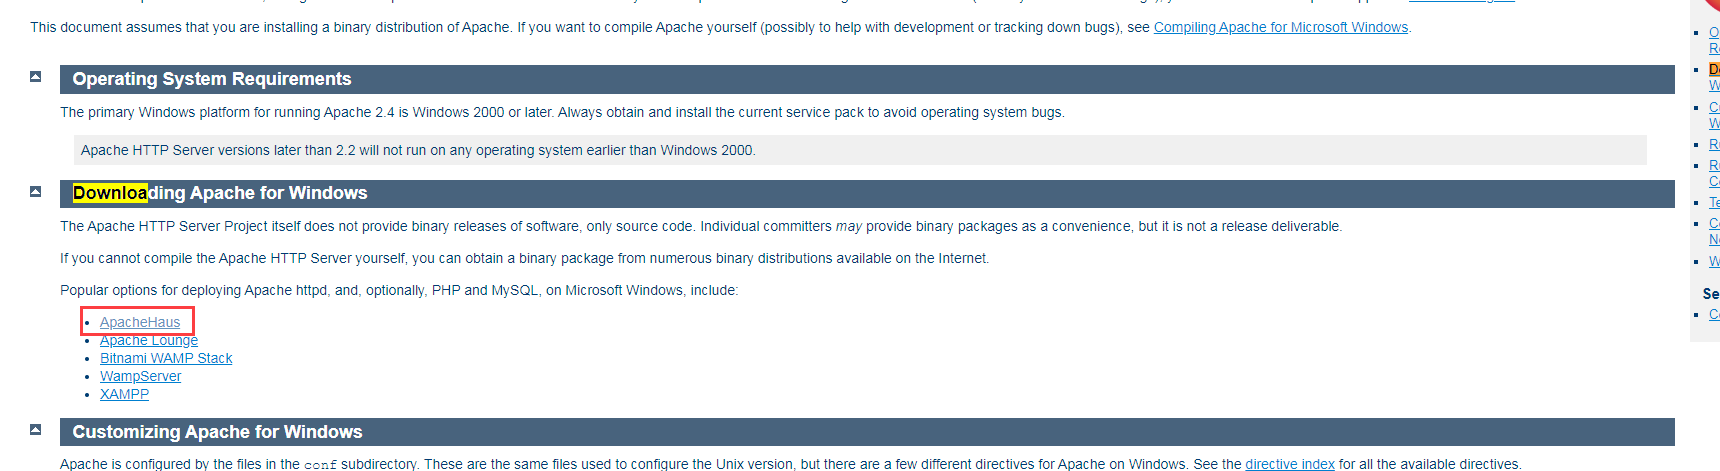 This document assumes that you are installing a binary distribution of Apache. If you want to compile Apache yourself (possibly to help with development or tracking down bugs), see Compiling Apache for Microsoft Windows.
Operating System Requirements
The primary Windows platform for running Apache 2.4 is Windows 2000 or later. Always obtain and install the current service pack to avoid operating system bugs.
Apache HTTP Server versions later than 2.2 will not run on any operating system earlier than Windows 2000.
Downloading Apache for Windows
The Apache HTTP Server Project itself does not provide binary releases of software, only source code. Individual committers may provide binary packages as a convenience, but it is not a release deliverable.
If you cannot compile the Apache HTTP Server yourself, you can obtain a binary package from numerous binary distributions available on the Internet.
Popular options for deploying Apache httpd, and, optionally, PHP and MySQL, on Microsoft Windows, include:
ApacheHaus
Apache Lounge
Bitnami WAMP Stack
WampServer
XAMPP
Customizing Apache for Windows
Apache is configured by the files in the conf subdirectory. These are the same files used to configure the Unix version, but there are a few different directives for Apache on Windows. See the directive index for all the available directives.